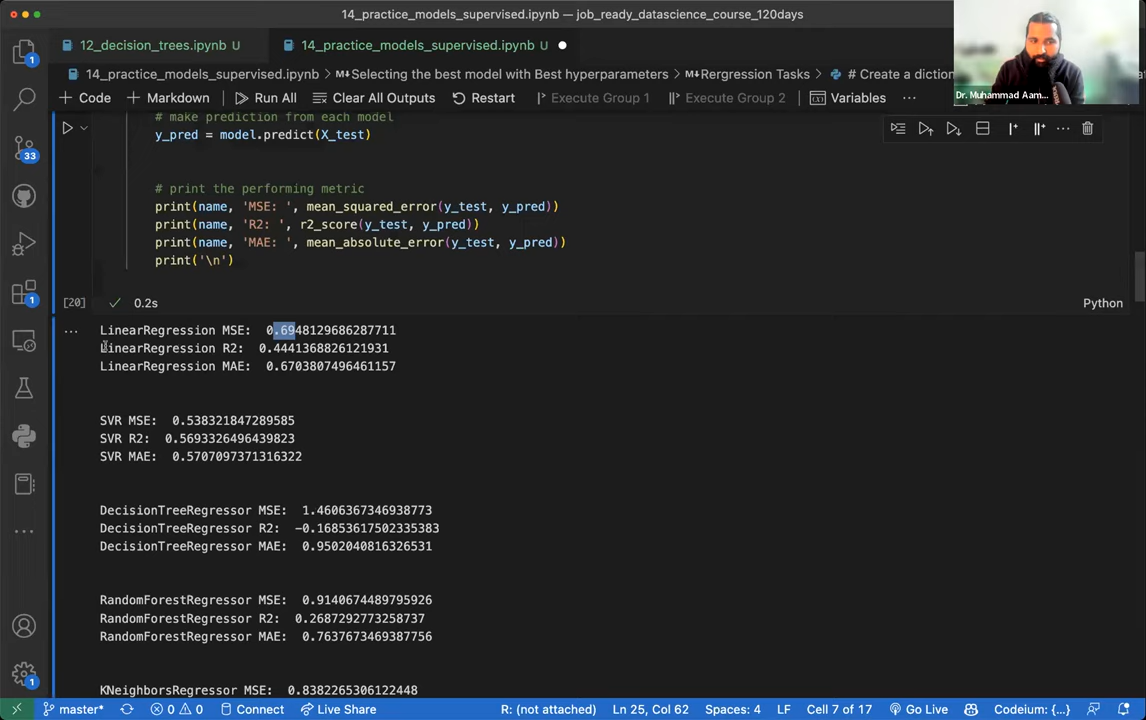 14_practice_models_supervised.ipynb — job_ready_datascience_course_120days
12_decision_trees.ipynb U
14_practice_models_supervised.ipynb U
14_practice_models_supervised.ipynb > Selecting the best model with Best hyperparameters > Rergression Tasks > # Create a diction
Code Markdown Run All Clear All Outputs Restart Execute Group 1 Execute Group 2 Variables ...
Dr. Muhammad Aam...
# make prediction from each model
y_pred = model.predict(X_test)
# print the performing metric
print(name, 'MSE: ', mean_squared_error(y_test, y_pred))
print(name, 'R2: ', r2_score(y_test, y_pred))
print(name, 'MAE: ', mean_absolute_error(y_test, y_pred))
print('\n')
[20] 0.2s Python
LinearRegression MSE:  0.6948129686287711
LinearRegression R2:  0.4441368826121931
LinearRegression MAE:  0.6703807496461157
SVR MSE:  0.538321847289585
SVR R2:  0.5693326496439823
SVR MAE:  0.5707097371316322
DecisionTreeRegressor MSE:  1.4606367346938773
DecisionTreeRegressor R2:  -0.16853617502335383
DecisionTreeRegressor MAE:  0.9502040816326531
RandomForestRegressor MSE:  0.9140674489795926
RandomForestRegressor R2:  0.2687292773258737
RandomForestRegressor MAE:  0.7637673469387756
KNeighborsRegressor MSE:  0.8382265306122448
1
33
1
1
master* 0 0 Connect Live Share R: (not attached) Ln 25, Col 62 Spaces: 4 LF Cell 7 of 17 Go Live Codeium: {...}